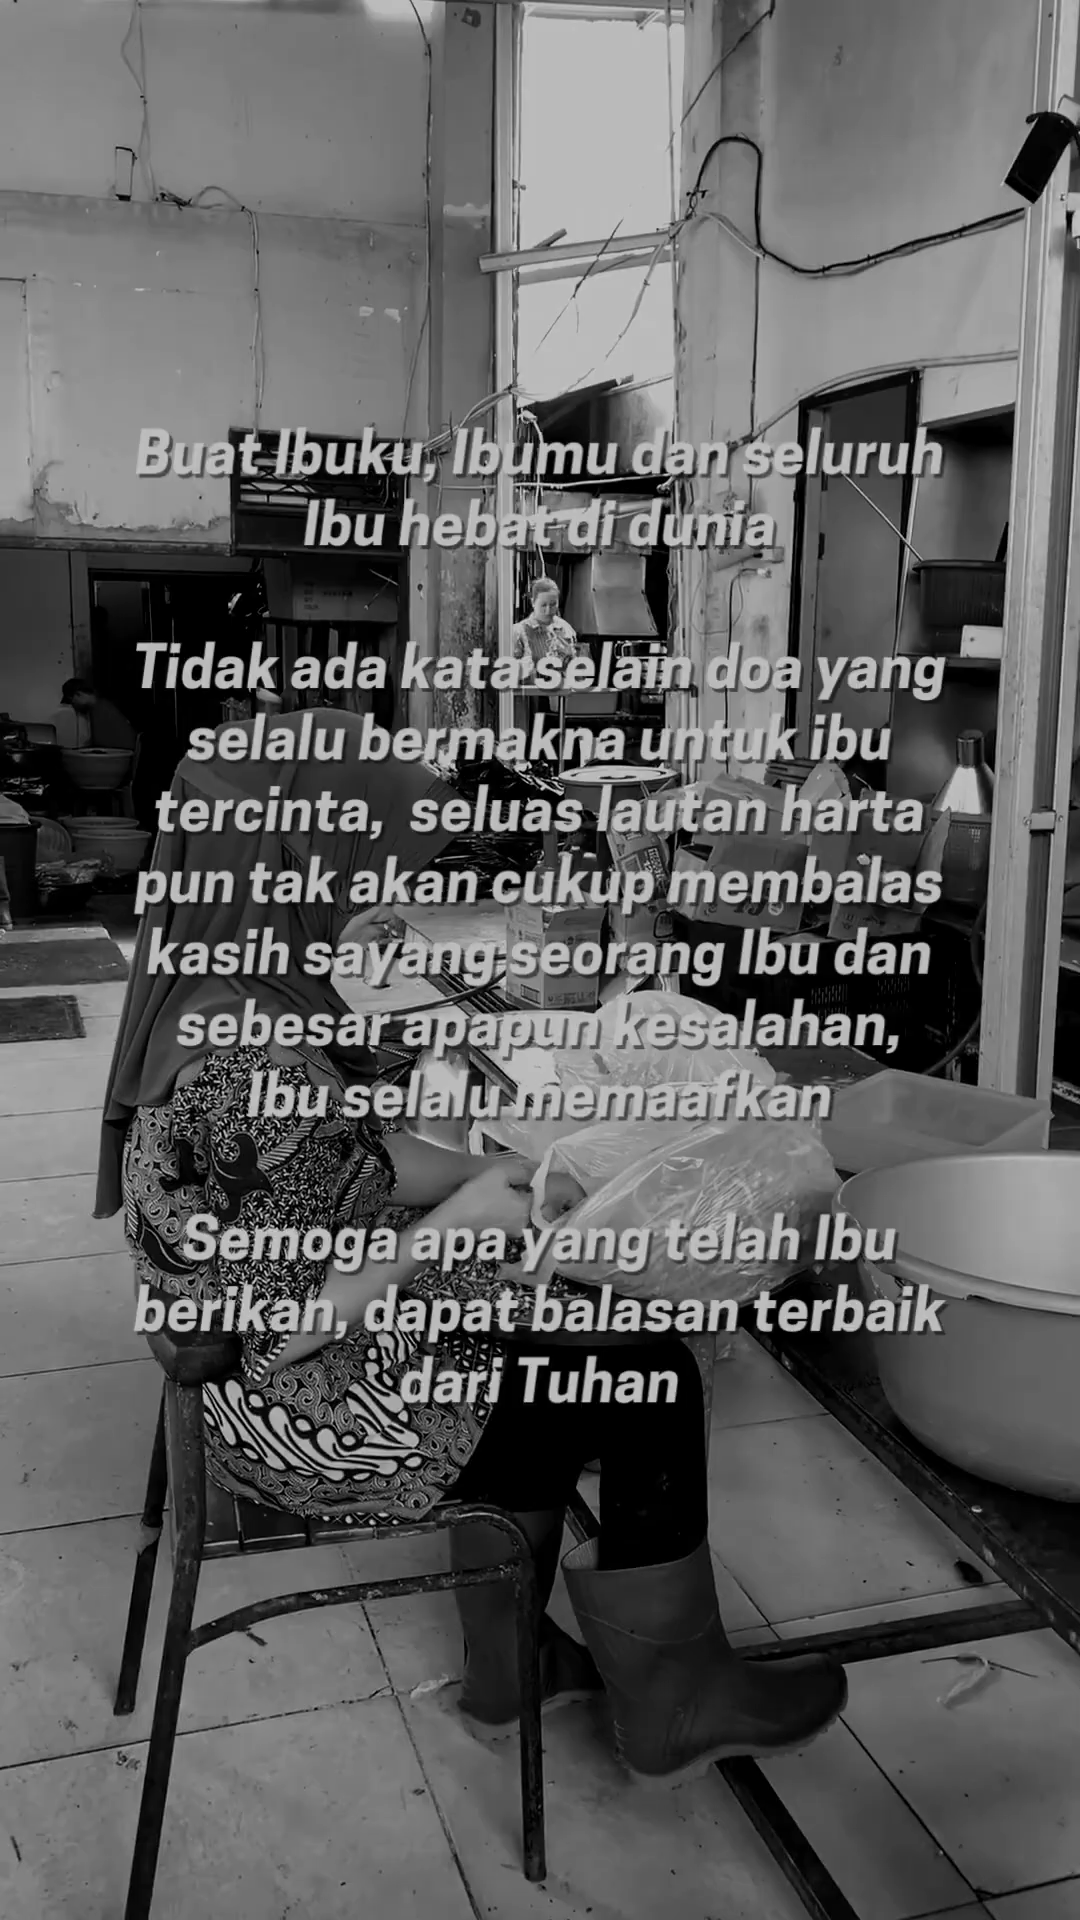 Buat Ibuku, Ibumu dan seluruh
Ibu hebat di dunia
Tidak ada kata selain doa yang
selalu bermakna untuk ibu
tercinta, seluas lautan harta
pun tak akan cukup membalas
kasih sayang seorang Ibu dan
sebesar apapun kesalahan,
Ibu selalu memaafkan
Semoga apa yang telah Ibu
berikan, dapat balasan terbaik
dari Tuhan